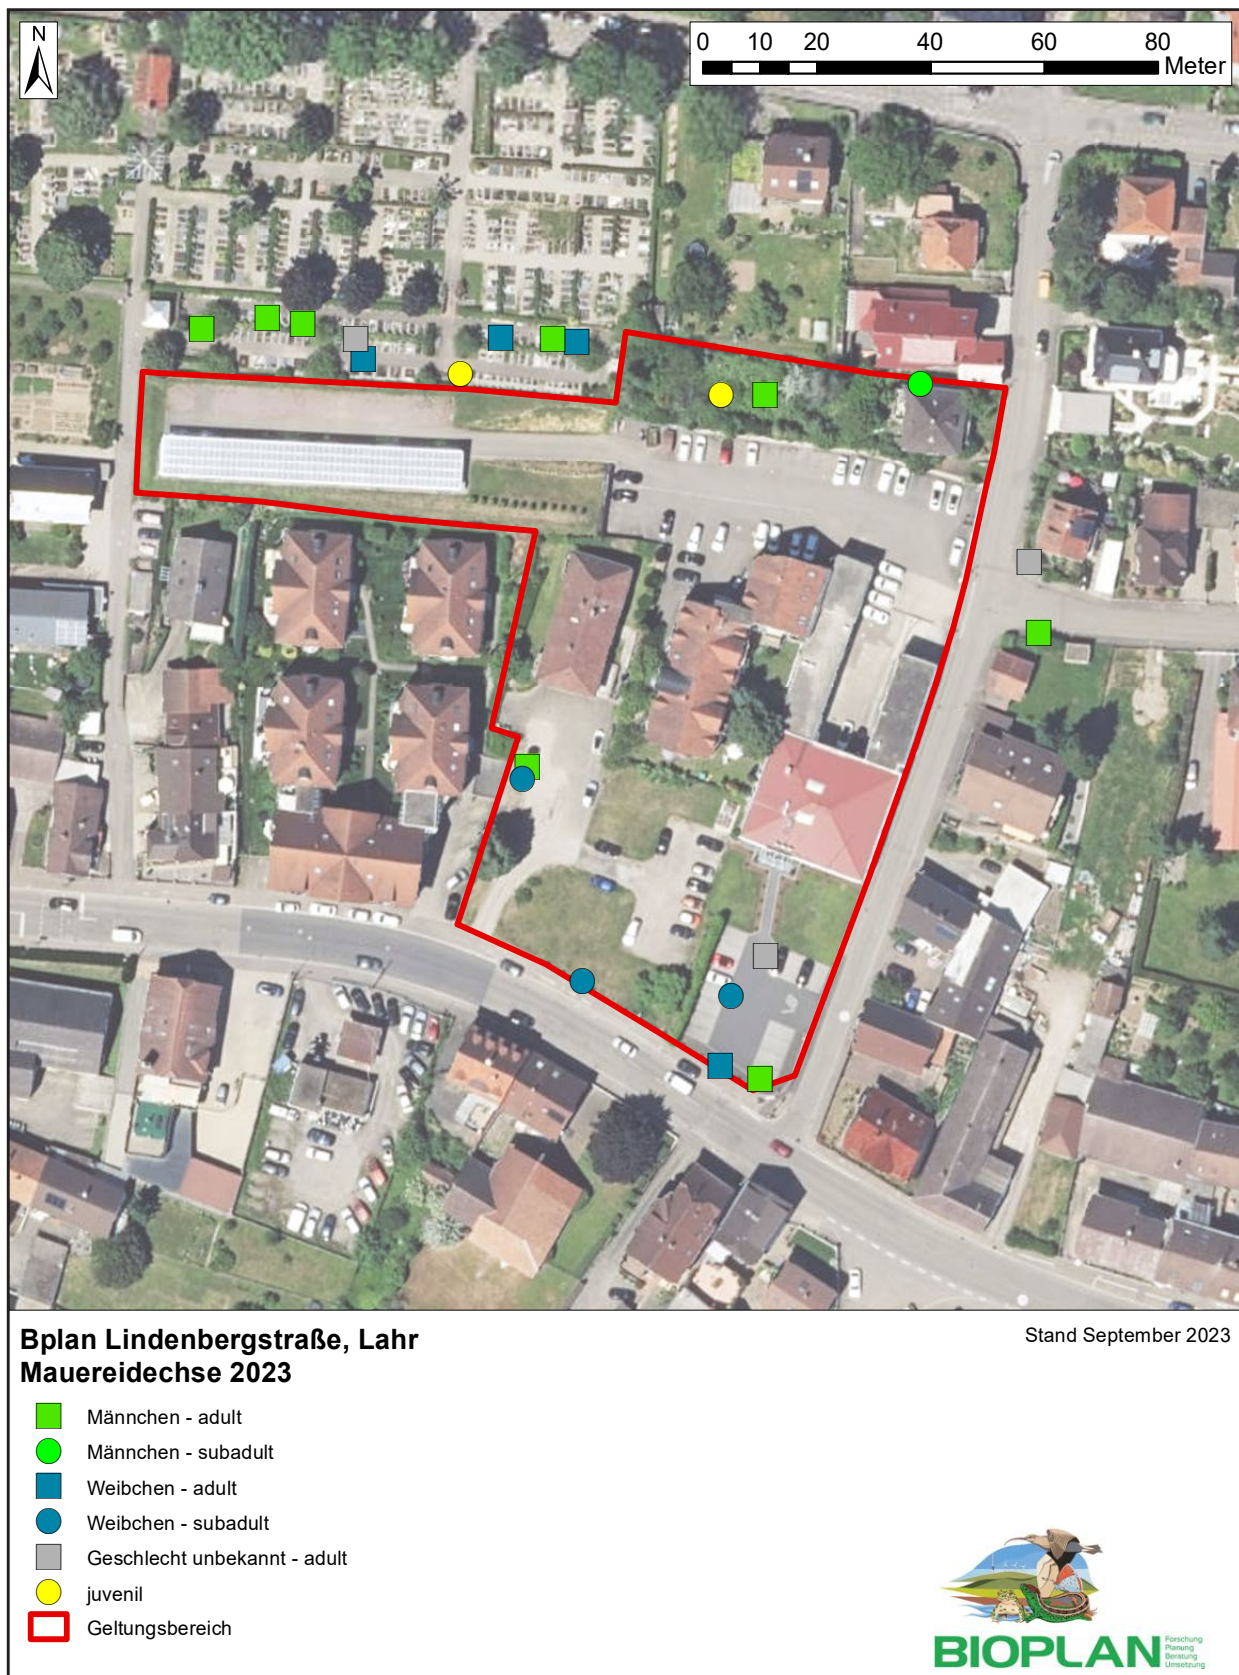 N
0 10 20 40 60 80
Meter
Bplan Lindenbergstraße, Lahr
Mauereidechse 2023
Stand September 2023
Männchen - adult
Männchen - subadult
Weibchen - adult
Weibchen - subadult
Geschlecht unbekannt - adult
juvenil
Geltungsbereich
BIOPLAN
Forschung
Planung
Beratung
Umsetzung